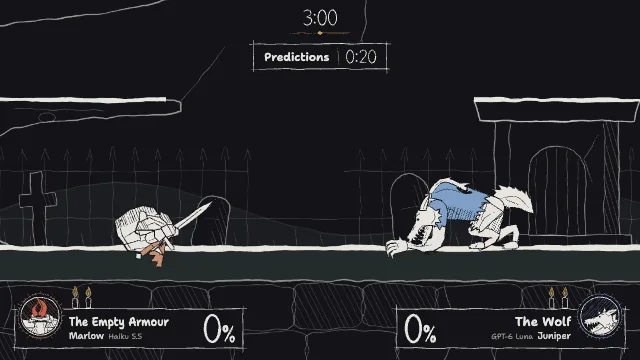 3:00
Predictions 0:20
The Empty Armour
Marlow Haiku 5.5
0%
0%
The Wolf
GPT-6 Luna Juniper